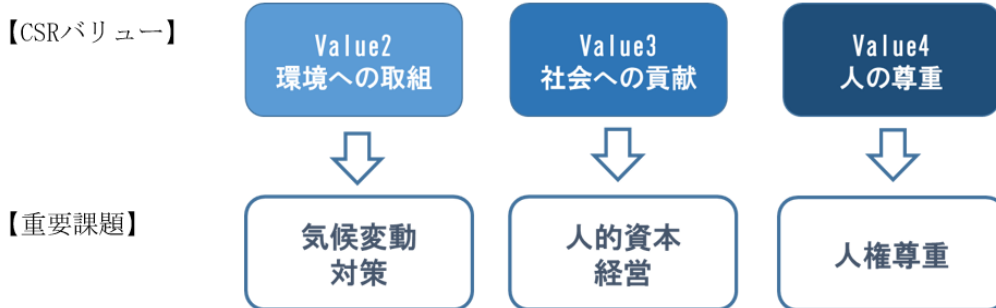 【CSRバリュー】
Value2
環境への取組
Value3
社会への貢献
Value4
人の尊重
【重要課題】
気候変動
対策
人的資本
経営
人権尊重